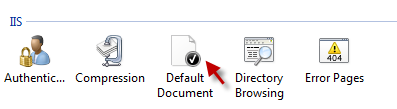 IIS
404
Authentic... Compression Default Directory Error Pages
Document Browsing